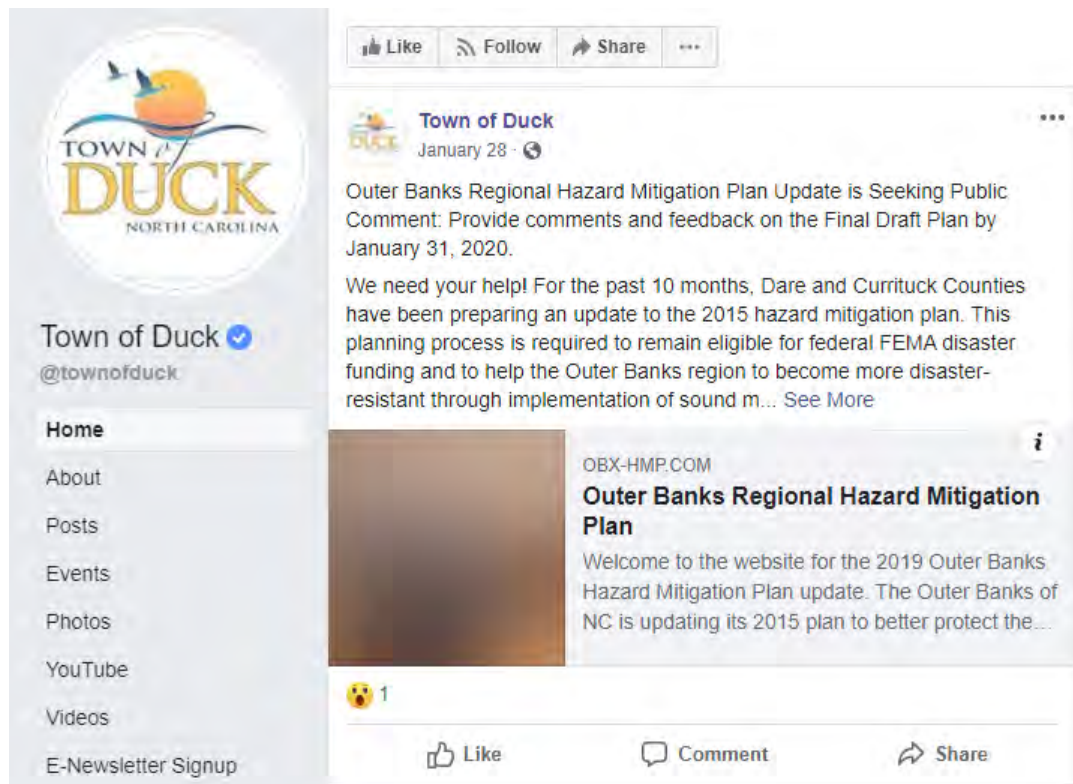 TOWN of
DUCK
NORTH CAROLINA
Town of Duck
@townofduck
Home
About
Posts
Events
Photos
YouTube
Videos
E-Newsletter Signup
Like Follow Share
Town of Duck
January 28 ·
Outer Banks Regional Hazard Mitigation Plan Update is Seeking Public
Comment: Provide comments and feedback on the Final Draft Plan by
January 31, 2020.
We need your help! For the past 10 months, Dare and Currituck Counties
have been preparing an update to the 2015 hazard mitigation plan. This
planning process is required to remain eligible for federal FEMA disaster
funding and to help the Outer Banks region to become more disaster-
resistant through implementation of sound m... See More
OBX-HMP.COM
Outer Banks Regional Hazard Mitigation
Plan
Welcome to the website for the 2019 Outer Banks
Hazard Mitigation Plan update. The Outer Banks of
NC is updating its 2015 plan to better protect the...
1
Like Comment Share